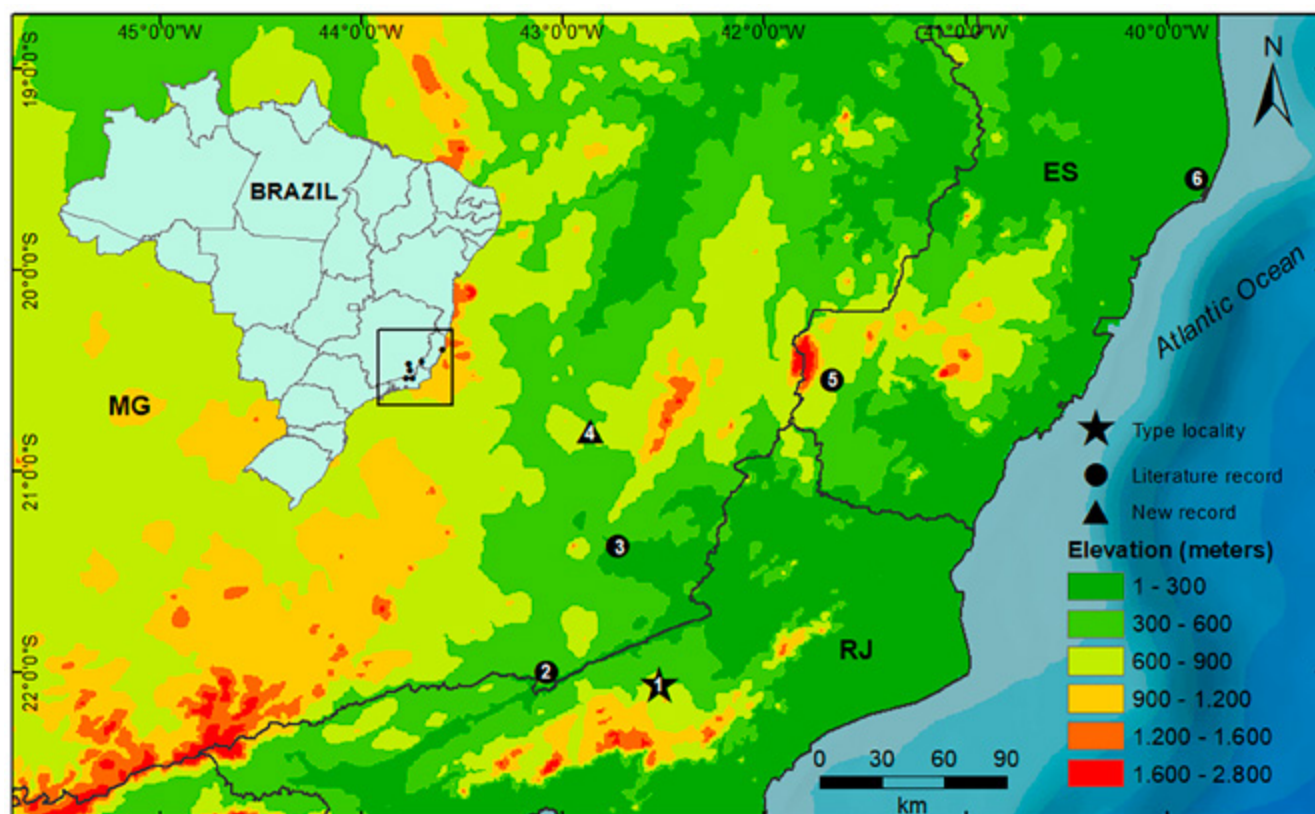 45°0'0"W 44°0'0"W 43°0'0"W 42°0'0"W 41°0'0"W 40°0'0"W
19°0'0"S
20°0'0"S
21°0'0"S
22°0'0"S
N
BRAZIL
ES
6
Atlantic Ocean
MG
5
4
3
2
1
RJ
Type locality
Literature record
New record
Elevation (meters)
1 - 300
300 - 600
600 - 900
900 - 1.200
1.200 - 1.600
1.600 - 2.800
0 30 60 90
km